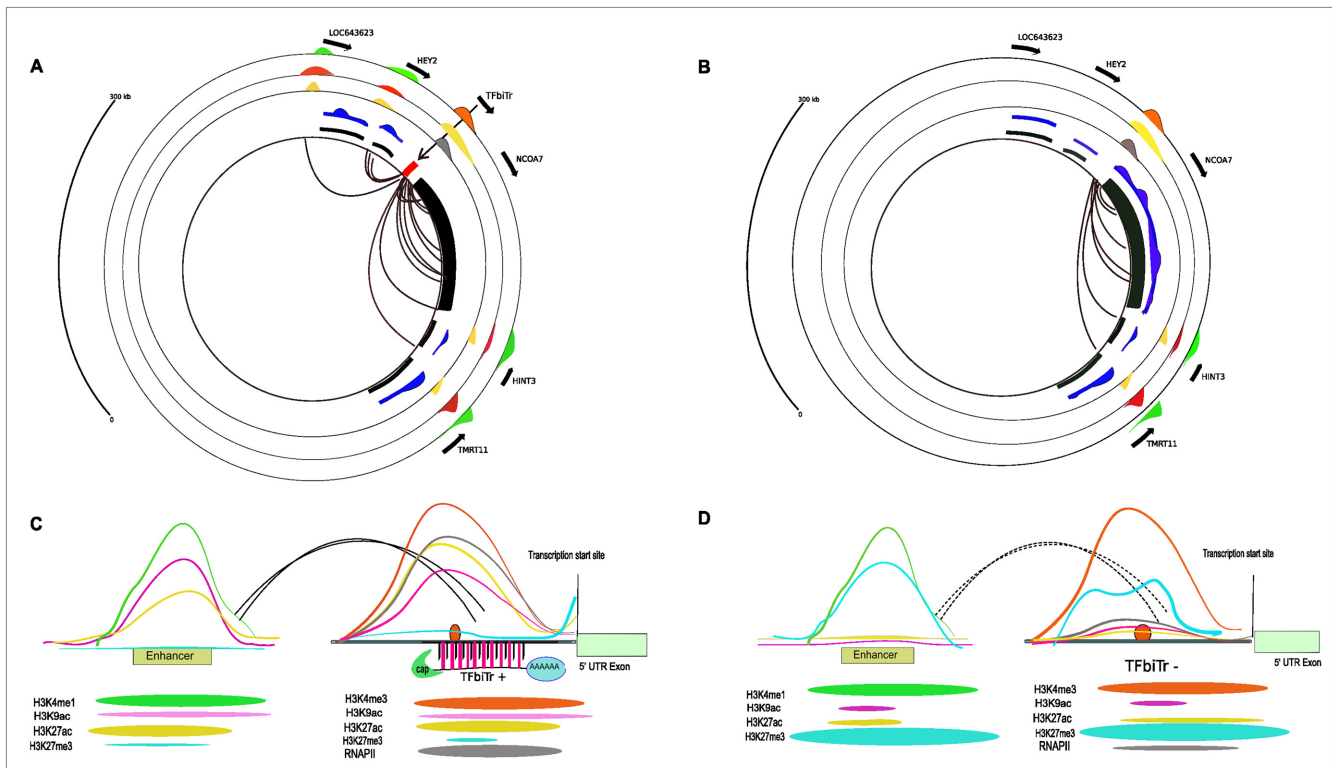 A
LOC643623
HEY2
300 kb
TFbiTr
NCOA7
0
HINT3
TMRT11
B
LOC643623
HEY2
300 kb
NCOA7
0
HINT3
TMRT11
C
Transcription start site
Enhancer
cap
AAAAAA
TFbiTr +
5' UTR Exon
H3K4me1
H3K9ac
H3K27ac
H3K27me3
H3K4me3
H3K9ac
H3K27ac
H3K27me3
RNAPII
D
Transcription start site
Enhancer
TFbiTr -
5' UTR Exon
H3K4me1
H3K9ac
H3K27ac
H3K27me3
H3K4me3
H3K9ac
H3K27ac
H3K27me3
RNAPII